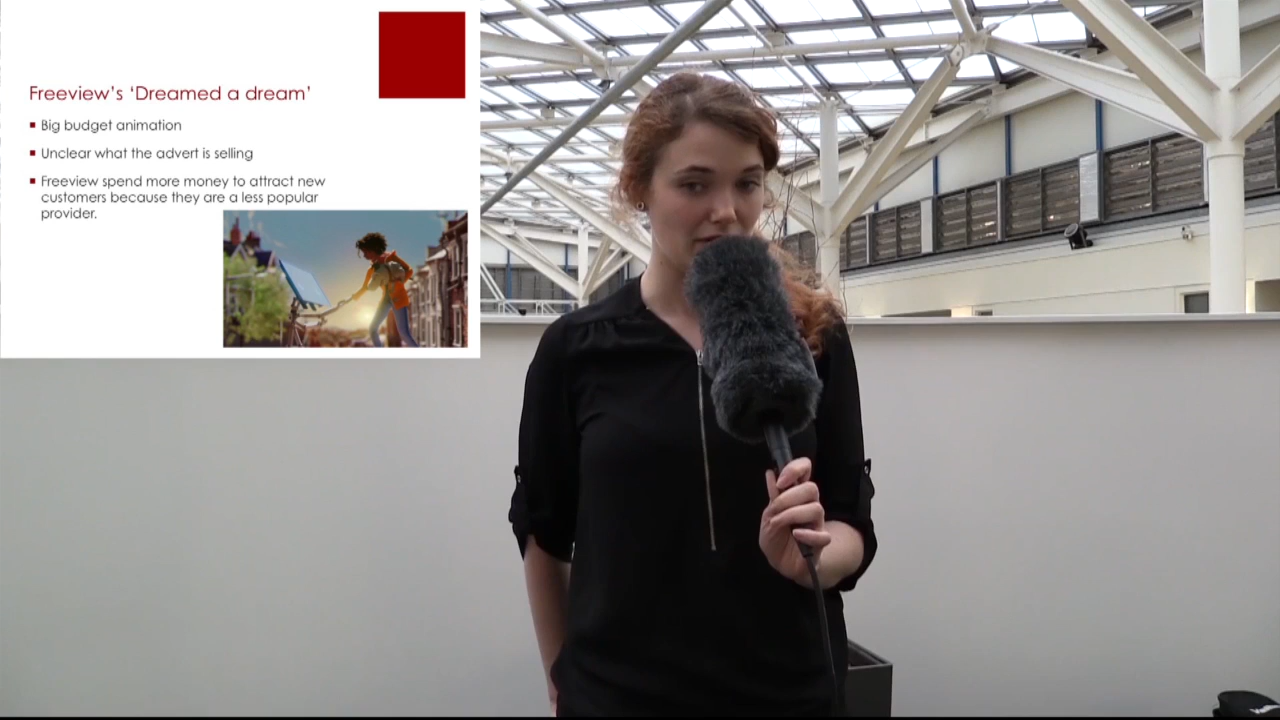 Freeview's 'Dreamed a dream'
Big budget animation
Unclear what the advert is selling
Freeview spend more money to attract new
customers because they are a less popular
provider.